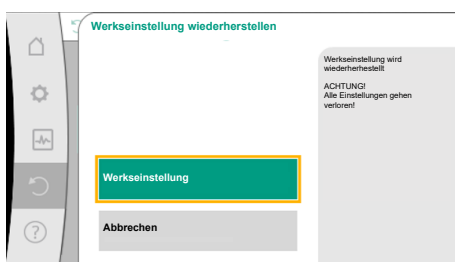 Werkseinstellung wiederherstellen
Werkseinstellung wird
wiederherhestellt
ACHTUNG!
Alle Einstellungen gehen
verloren!
Werkseinstellung
Abbrechen
?